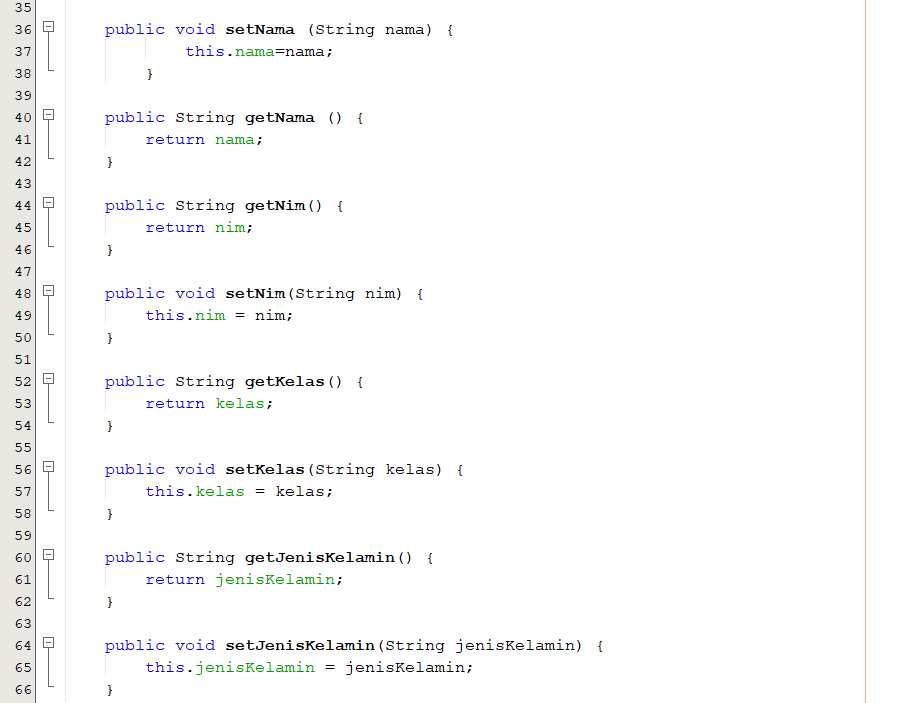 35
36 public void setNama (String nama) {
37 this.nama=nama;
38 }
39
40 public String getNama () {
41 return nama;
42 }
43
44 public String getNim() {
45 return nim;
46 }
47
48 public void setNim(String nim) {
49 this.nim = nim;
50 }
51
52 public String getKelas() {
53 return kelas;
54 }
55
56 public void setKelas(String kelas) {
57 this.kelas = kelas;
58 }
59
60 public String getJenisKelamin() {
61 return jenisKelamin;
62 }
63
64 public void setJenisKelamin(String jenisKelamin) {
65 this.jenisKelamin = jenisKelamin;
66 }